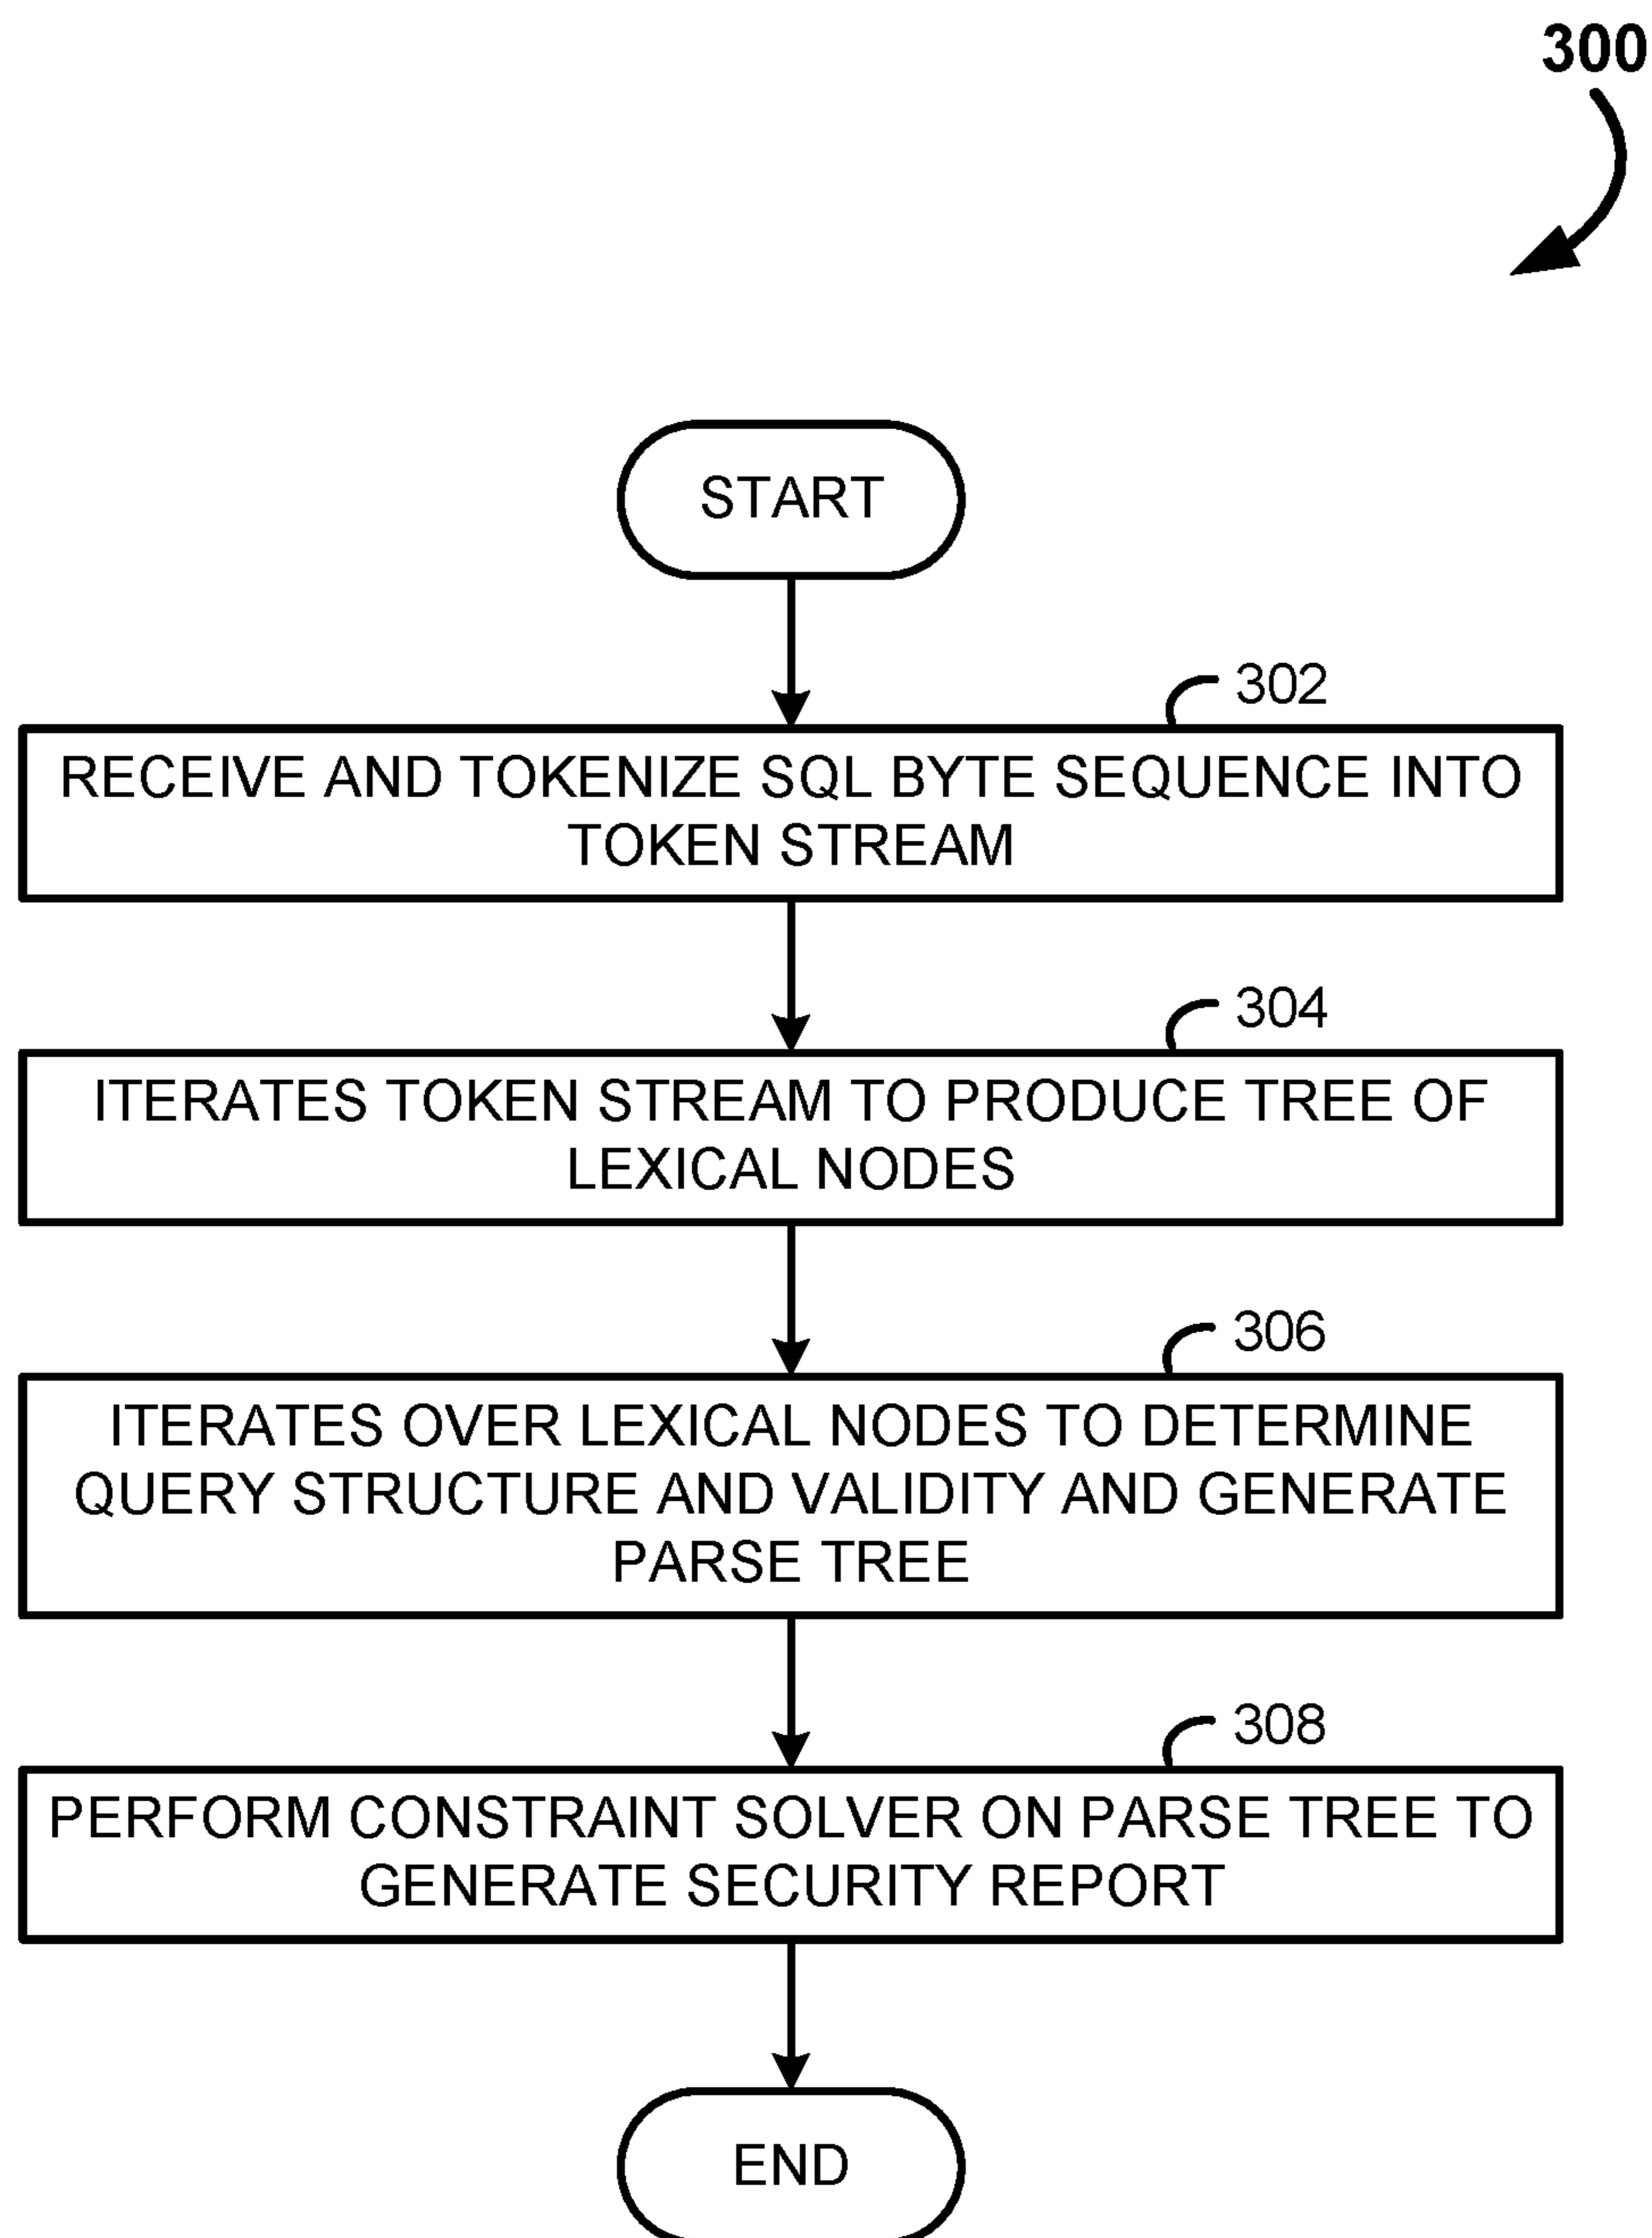 300
START
302
RECEIVE AND TOKENIZE SQL BYTE SEQUENCE INTO
TOKEN STREAM
304
ITERATES TOKEN STREAM TO PRODUCE TREE OF
LEXICAL NODES
306
ITERATES OVER LEXICAL NODES TO DETERMINE
QUERY STRUCTURE AND VALIDITY AND GENERATE
PARSE TREE
308
PERFORM CONSTRAINT SOLVER ON PARSE TREE TO
GENERATE SECURITY REPORT
END